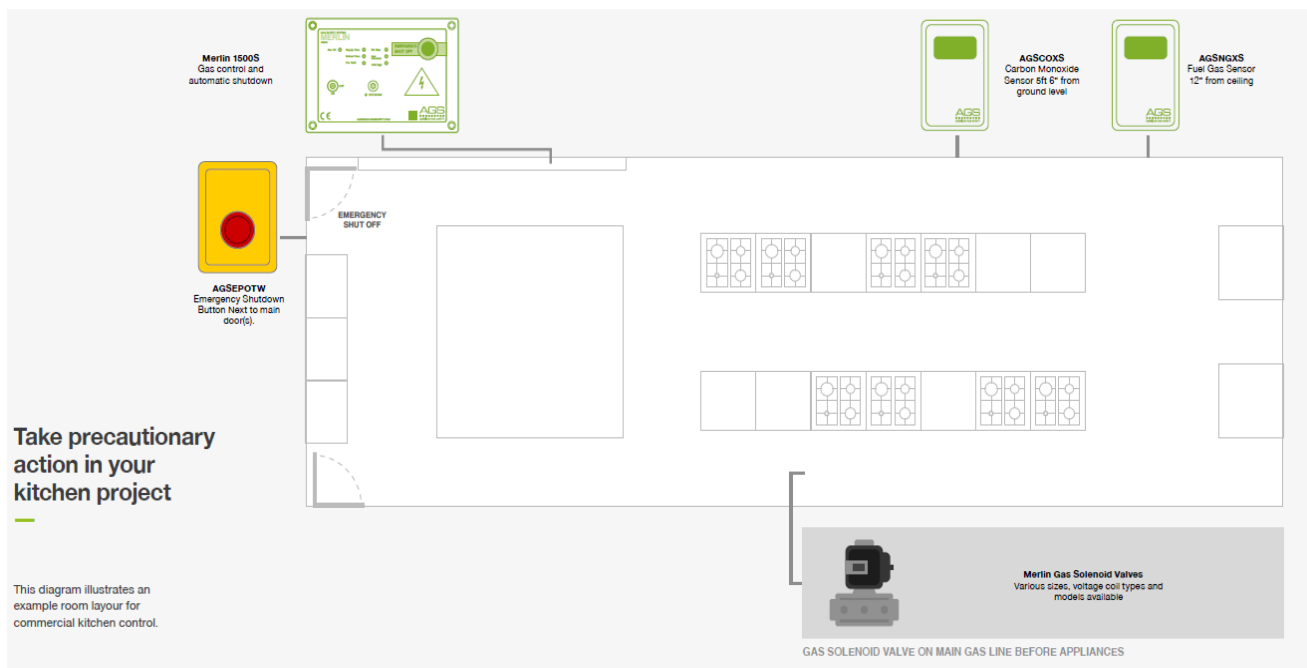 Merlin 1500S
Gas control and
automatic shutdown
MERLIN
EMERGENCY
SHUT OFF
AGS
AGSCOXS
Carbon Monoxide
Sensor 5ft 6" from
ground level
AGS
AGSNGXS
Fuel Gas Sensor
12" from ceiling
AGS
EMERGENCY
SHUT OFF
AGSEPOTW
Emergency Shutdown
Button Next to main
door(s).
Take precautionary
action in your
kitchen project
This diagram illustrates an
example room layour for
commercial kitchen control.
Merlin Gas Solenoid Valves
Various sizes, voltage coil types and
models available
GAS SOLENOID VALVE ON MAIN GAS LINE BEFORE APPLIANCES